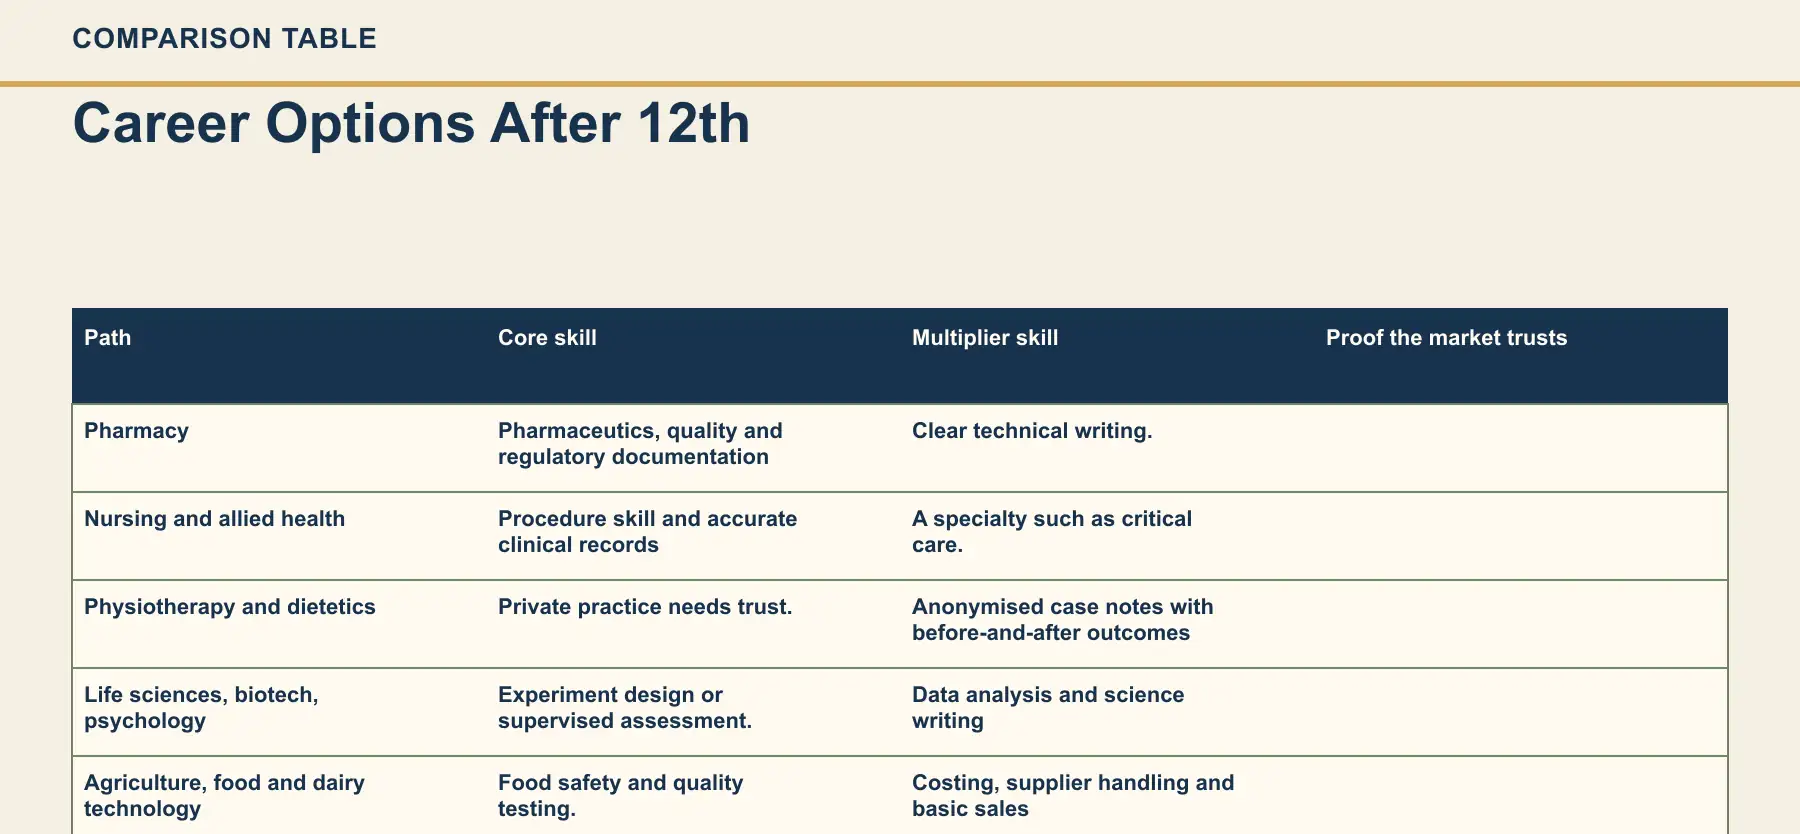 COMPARISON TABLE
Career Options After 12th
Path
Core skill
Multiplier skill
Proof the market trusts
Pharmacy
Pharmaceutics, quality and
regulatory documentation
Clear technical writing.
Nursing and allied health
Procedure skill and accurate
clinical records
A specialty such as critical
care.
Physiotherapy and dietetics
Private practice needs trust.
Anonymised case notes with
before-and-after outcomes
Life sciences, biotech,
psychology
Experiment design or
supervised assessment.
Data analysis and science
writing
Agriculture, food and dairy
technology
Food safety and quality
testing.
Costing, supplier handling and
basic sales